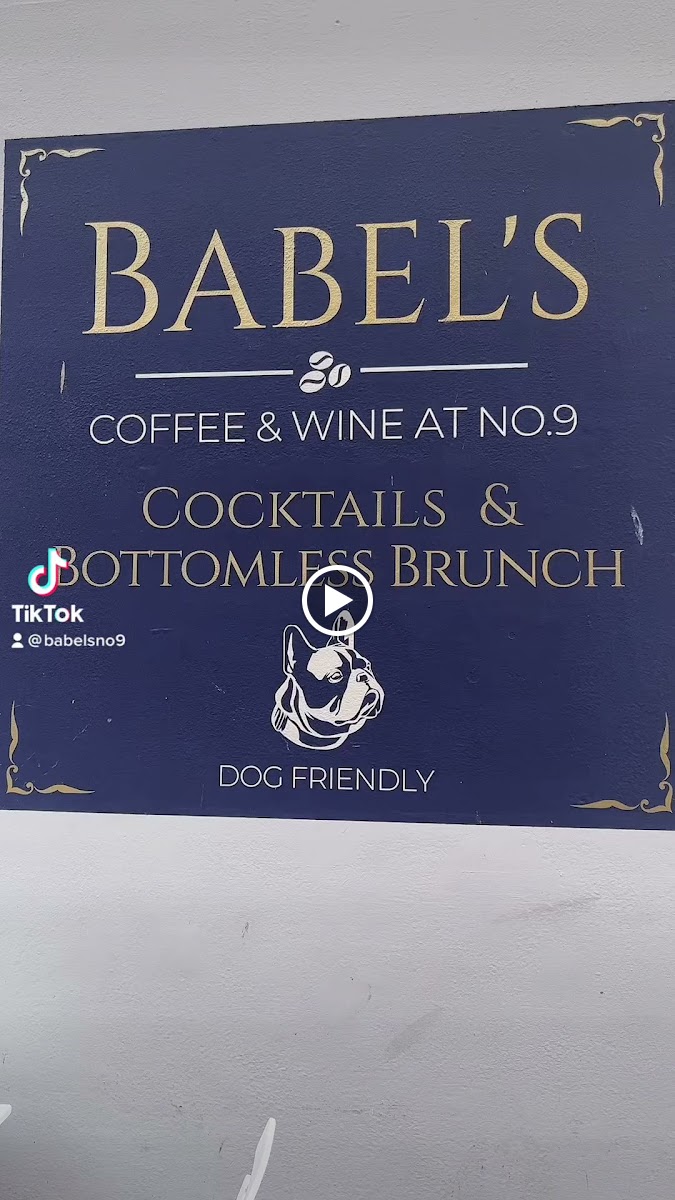 BABEL'S
COFFEE & WINE AT NO.9
COCKTAILS &
BOTTOMLESS BRUNCH
TikTok
@babelsno9
DOG FRIENDLY